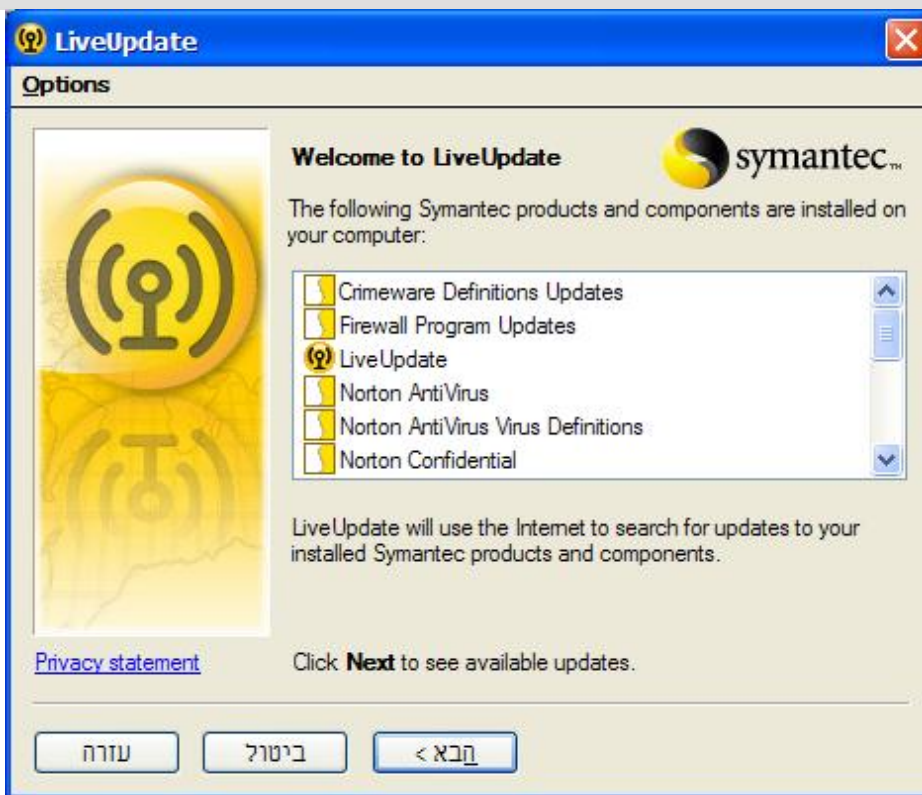 LiveUpdate
Options
Welcome to LiveUpdate
symantec™
The following Symantec products and components are installed on
your computer:
Crimeware Definitions Updates
Firewall Program Updates
LiveUpdate
Norton AntiVirus
Norton AntiVirus Virus Definitions
Norton Confidential
LiveUpdate will use the Internet to search for updates to your
installed Symantec products and components.
Privacy statement
Click Next to see available updates.
עזרה
ביטול
הבא >